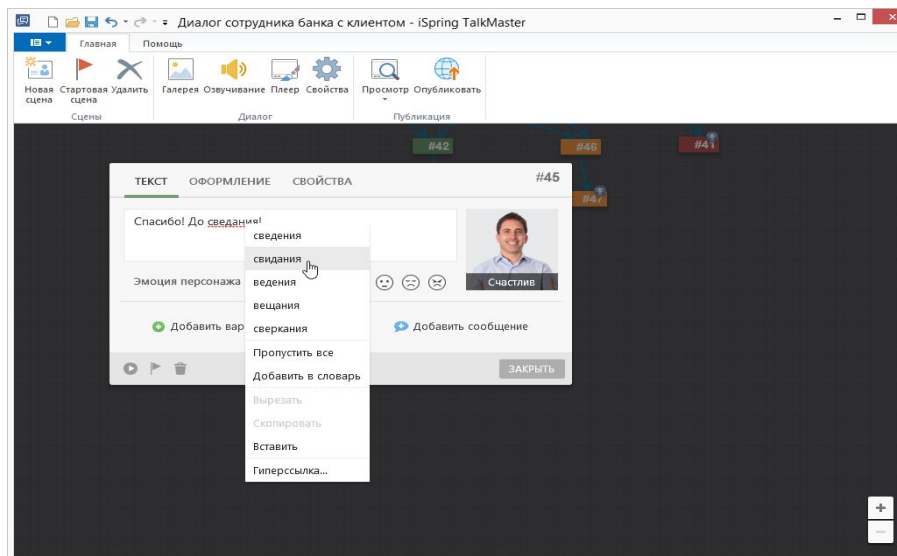 Диалог сотрудника банка с клиентом - iSpring TalkMaster
Главная Помощь
Новая сцена
Стартовая сцена
Удалить
Галерея
Озвучивание
Плеер
Свойства
Просмотр
Опубликовать
Сцены
Диалог
Публикация
#42
#46
#41
#47
ТЕКСТ ОФОРМЛЕНИЕ СВОЙСТВА #45
Спасибо! До сведания!
Эмоция персонажа
Счастлив
Добавить вар
Добавить сообщение
ЗАКРЫТЬ
сведения
свидания
ведения
вещания
сверкания
Пропустить все
Добавить в словарь
Вырезать
Скопировать
Вставить
Гиперссылка...